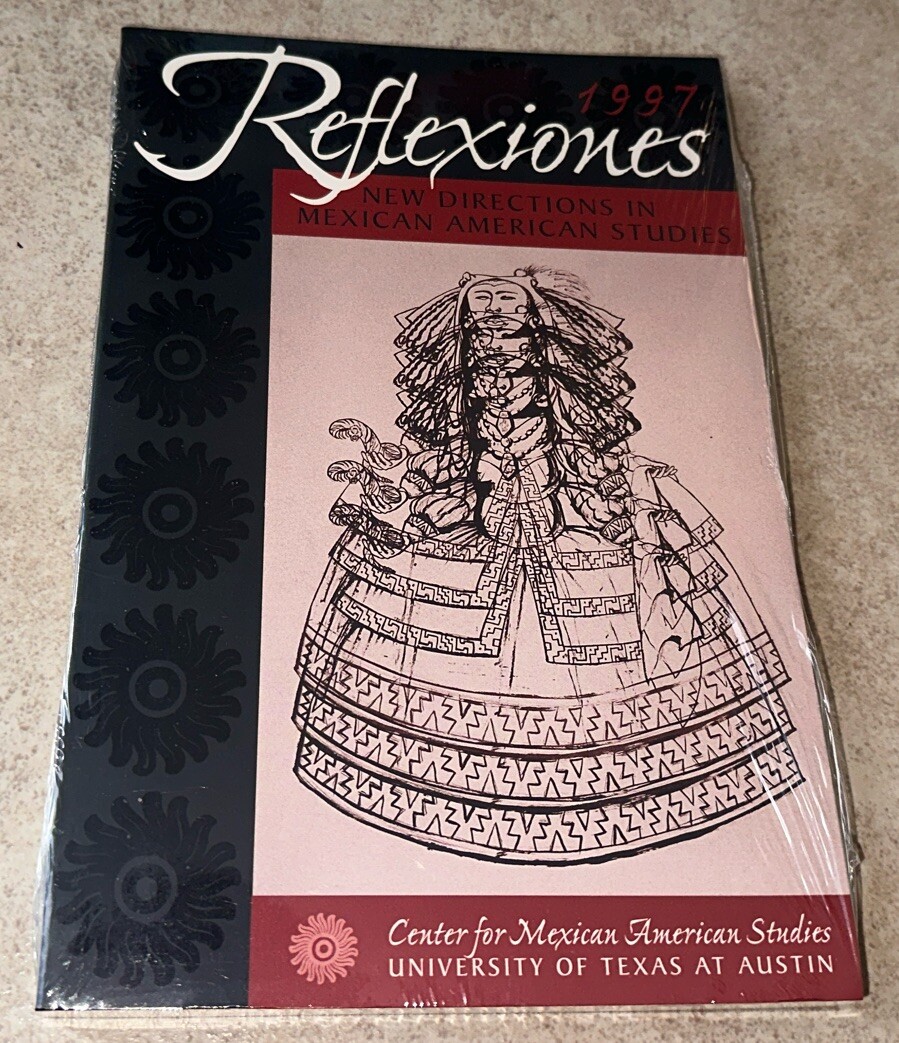 Reflexiones
1997
NEW DIRECTIONS IN
MEXICAN AMERICAN STUDIES
Center for Mexican American Studies
UNIVERSITY OF TEXAS AT AUSTIN